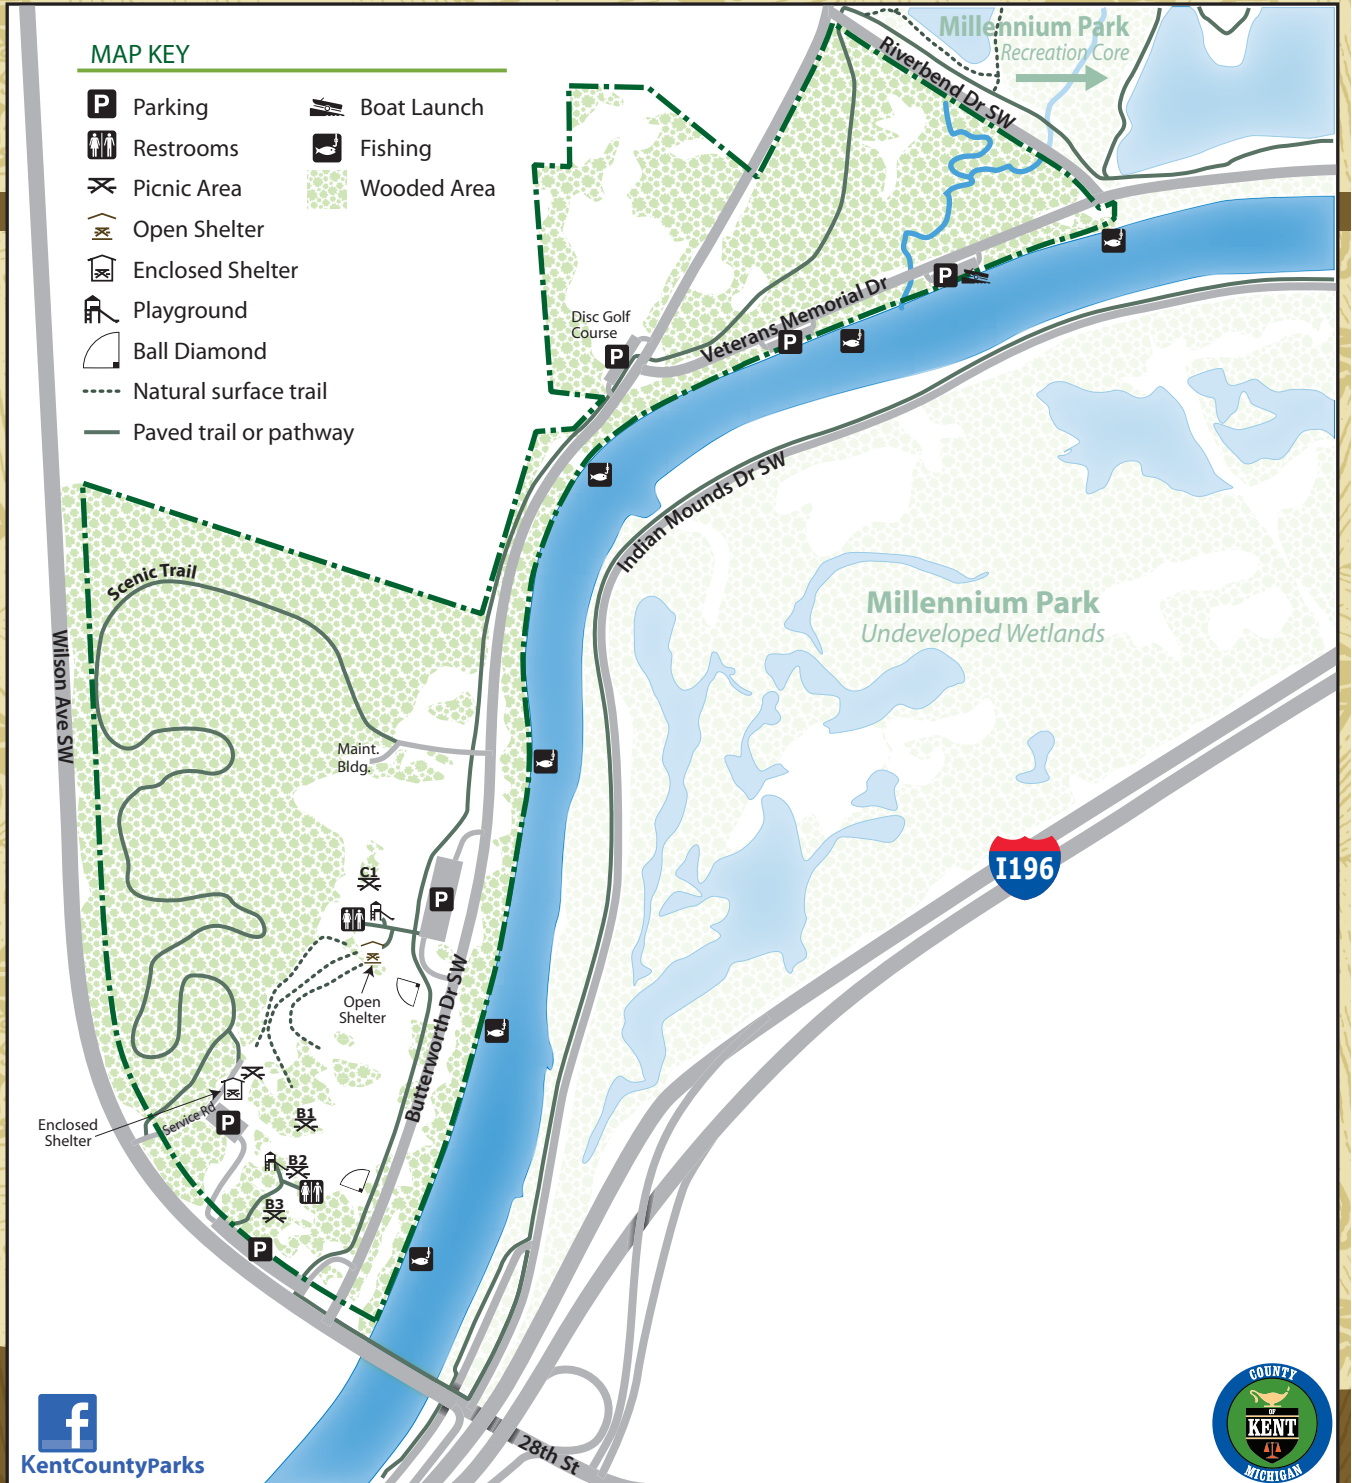 MAP KEY
P Parking
Restrooms
Picnic Area
Open Shelter
Enclosed Shelter
Playground
Ball Diamond
Natural surface trail
Paved trail or pathway
Boat Launch
Fishing
Wooded Area
Millennium Park
Recreation Core
Riverbend Dr SW
P
Veterans Memorial Dr
P
Disc Golf
Course
P
Indian Mounds Dr SW
Scenic Trail
Millennium Park
Undeveloped Wetlands
Wilson Ave SW
Maint.
Bldg.
I196
C1
P
Open
Shelter
Butterworth Dr SW
Enclosed
Shelter
Service Rd
P
B1
B2
B3
P
28th St
f
KentCountyParks
COUNTY
OF
KENT
MICHIGAN